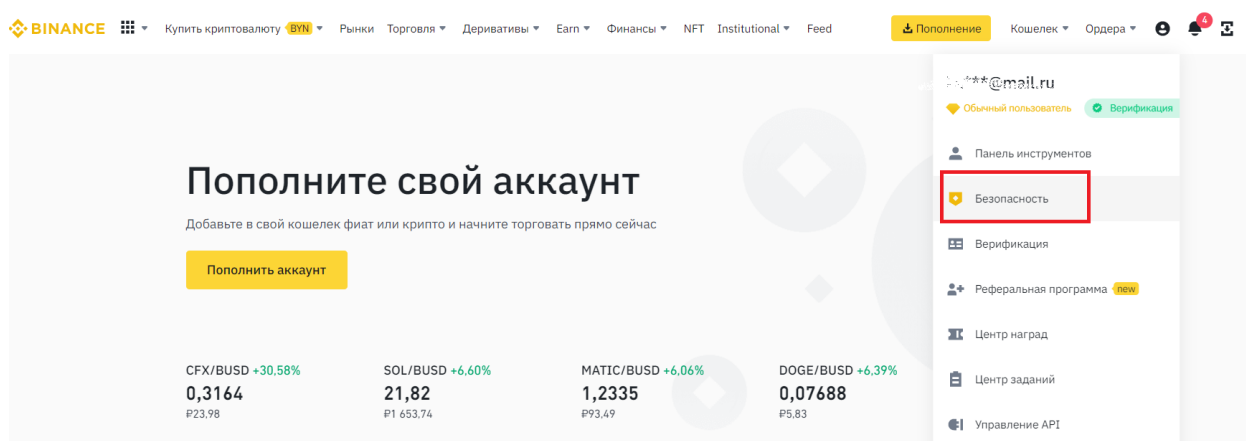 BINANCE Купить криптовалюту BYN Рынки Торговля Деривативы Earn Финансы NFT Institutional Feed Пополнение Кошелек Ордера 4
***@mail.ru
Обычный пользователь Верификация
Панель инструментов
Безопасность
Верификация
Реферальная программа new
Центр наград
Центр заданий
Управление API
Пополните свой аккаунт
Добавьте в свой кошелек фиат или крипто и начните торговать прямо сейчас
Пополнить аккаунт
CFX/BUSD +30,58% SOL/BUSD +6,60% MATIC/BUSD +6,06% DOGE/BUSD +6,39%
0,3164 21,82 1,2335 0,07688
₽23,98 ₽1 653,74 ₽93,49 ₽5,83